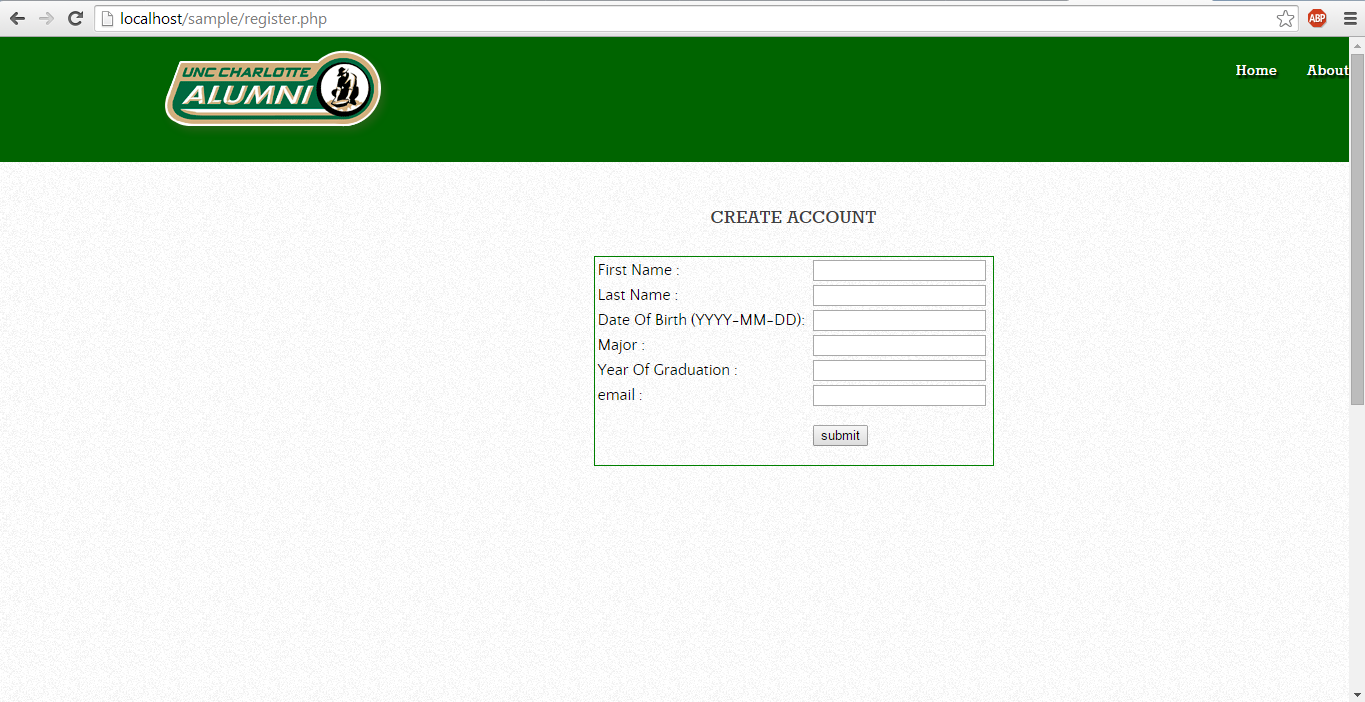 localhost/sample/register.php
ABP
UNC CHARLOTTE
ALUMNI
Home About
CREATE ACCOUNT
First Name :
Last Name :
Date Of Birth (YYYY-MM-DD):
Major :
Year Of Graduation :
email :
submit